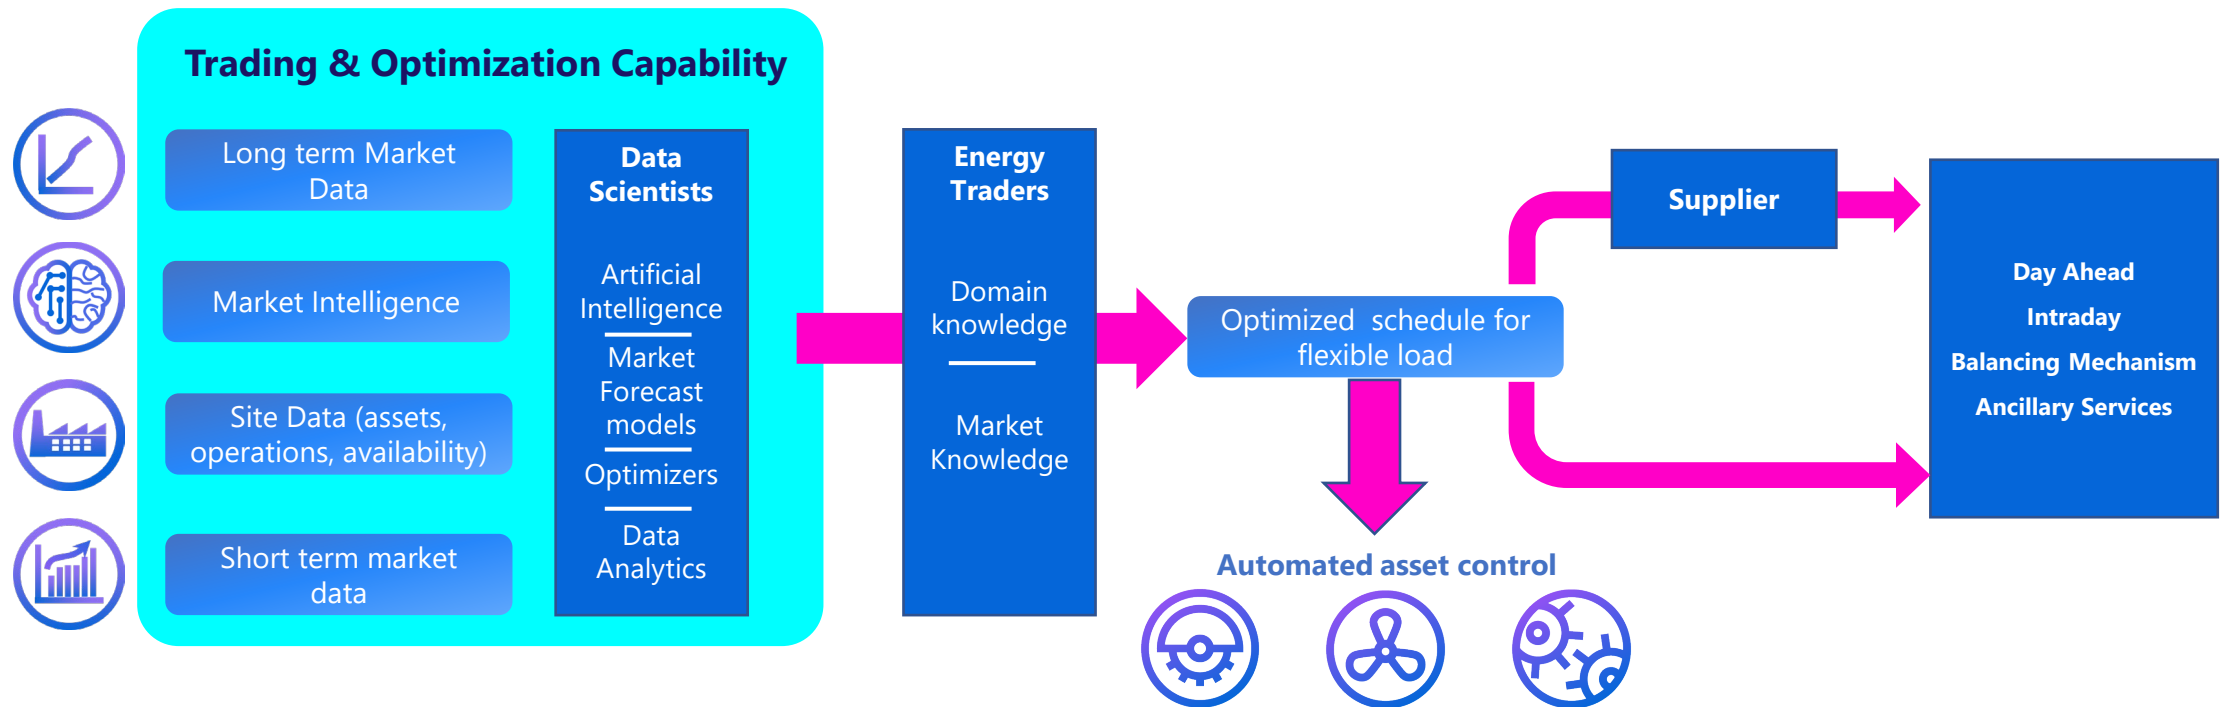 Trading & Optimization Capability
Long term Market
Data
Market Intelligence
Site Data (assets,
operations, availability)
Short term market
data
Data
Scientists
Artificial
Intelligence
Market
Forecast
models
Optimizers
Data
Analytics
Energy
Traders
Domain
knowledge
Market
Knowledge
Optimized  schedule for
flexible load
Automated asset control
Supplier
Day Ahead
Intraday
Balancing Mechanism
Ancillary Services